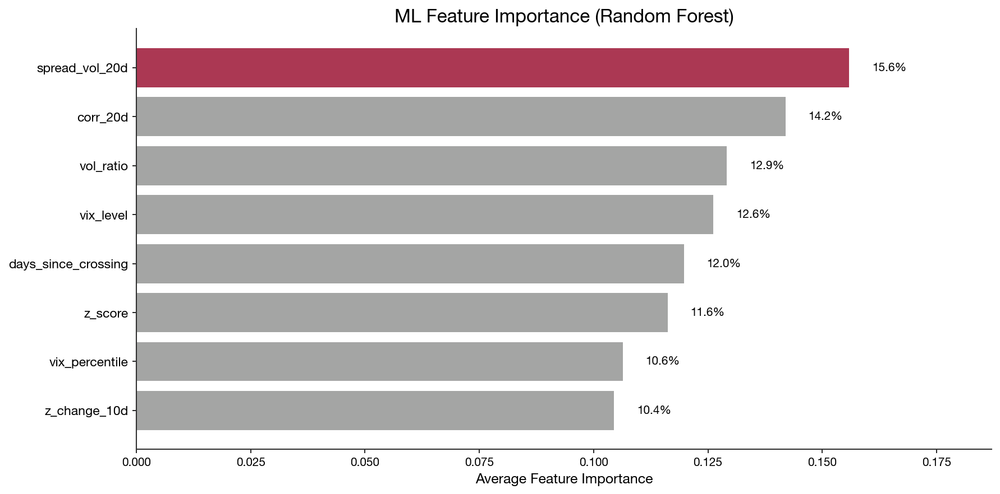 ML Feature Importance (Random Forest)
spread_vol_20d 15.6%
corr_20d 14.2%
vol_ratio 12.9%
vix_level 12.6%
days_since_crossing 12.0%
z_score 11.6%
vix_percentile 10.6%
z_change_10d 10.4%
0.000 0.025 0.050 0.075 0.100 0.125 0.150 0.175
Average Feature Importance